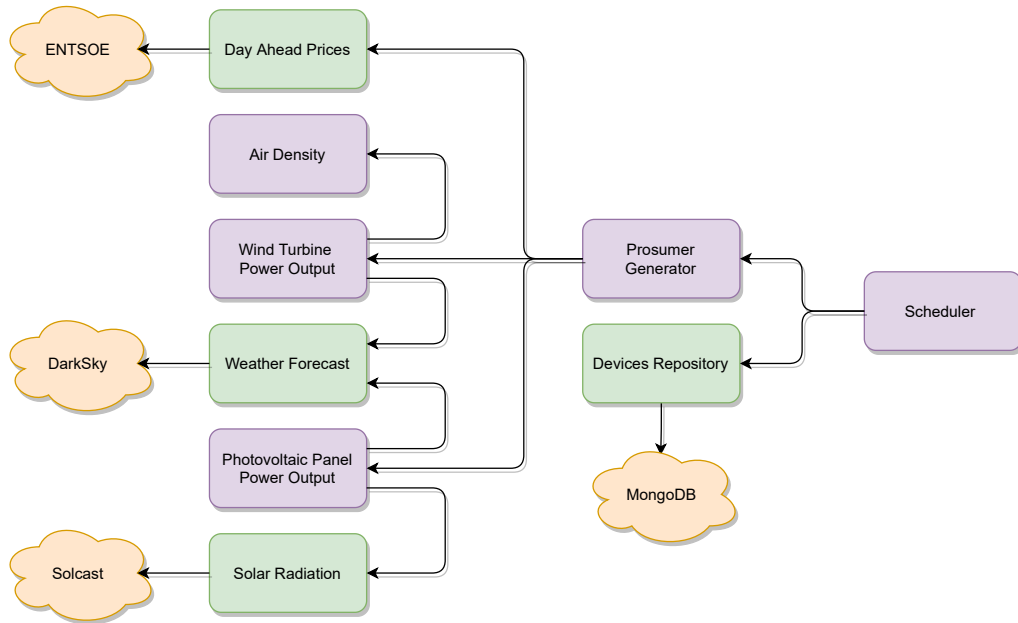 ENTSOE
Day Ahead Prices
Air Density
Wind Turbine
Power Output
Prosumer
Generator
Scheduler
DarkSky
Weather Forecast
Devices Repository
Photovoltaic Panel
Power Output
MongoDB
Solcast
Solar Radiation